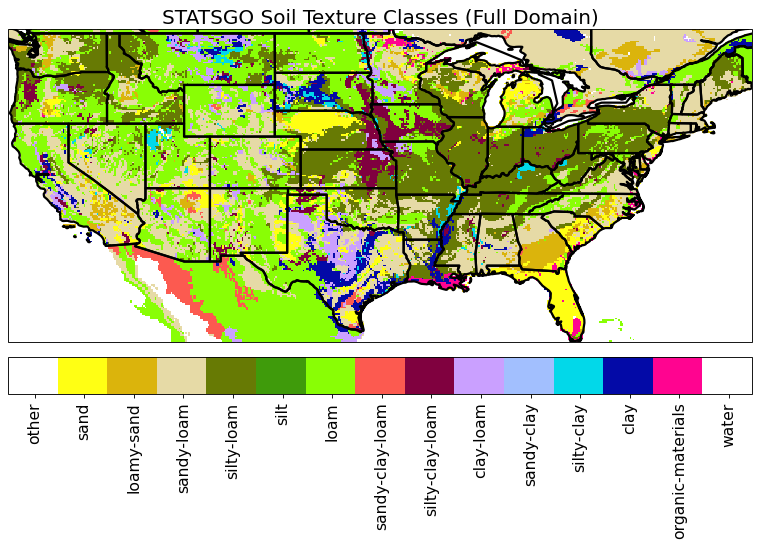 STATSGO Soil Texture Classes (Full Domain)
other
sand
loamy-sand
sandy-loam
silty-loam
silt
loam
sandy-clay-loam
silty-clay-loam
clay-loam
sandy-clay
silty-clay
clay
organic-materials
water